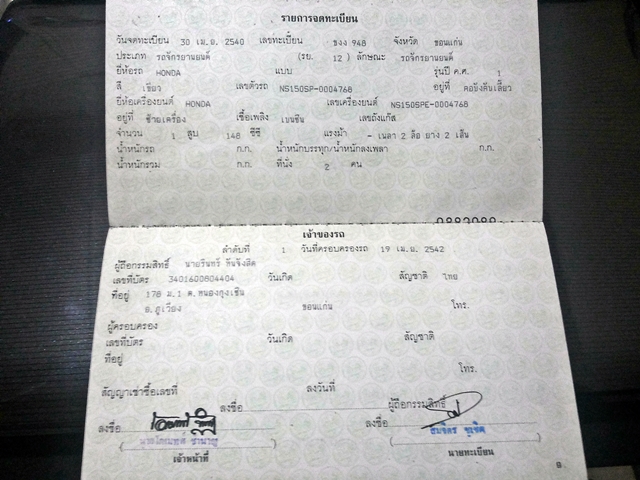 รายการจดทะเบียน
วันจดทะเบียน 30 เม.ย. 2540 เลขทะเบียน ขงง 948 จังหวัด ขอนแก่น
ประเภท รถจักรยานยนต์ (รย. 12) ลักษณะ รถจักรยานยนต์
ยี่ห้อรถ HONDA แบบ รุ่นปี ค.ศ. 1
สี เขียว เลขตัวรถ NS150SP-0004768 อยู่ที่ คอบังคับเลี้ยว
ยี่ห้อเครื่องยนต์ HONDA เลขเครื่องยนต์ NS150SPE-0004768
อยู่ที่ ซ้ายเครื่อง เชื้อเพลิง เบนซิน เลขถังแก๊ส
จำนวน 1 สูบ 148 ซีซี แรงม้า - เพลา 2 ล้อ ยาง 2 เส้น
น้ำหนักรถ ก.ก. น้ำหนักบรรทุก/น้ำหนักลงเพลา ก.ก.
น้ำหนักรวม ก.ก. ที่นั่ง 2 คน
เจ้าของรถ
ลำดับที่ 1 วันที่ครอบครองรถ 19 เม.ย. 2542
ผู้ถือกรรมสิทธิ์
เลขที่บัตร 3401600804404 วันเกิด สัญชาติ ไทย
ที่อยู่ 178 ม.1 ต.หนองกุงเซิน
อ.ภูเวียง ขอนแก่น โทร.
ผู้ครอบครอง
เลขที่บัตร วันเกิด สัญชาติ
ที่อยู่
โทร.
สัญญาเช่าซื้อเลขที่ ลงวันที่
ลงชื่อ ผู้ถือกรรมสิทธิ์
ลงชื่อ ลงชื่อ
เจ้าหน้าที่ นายทะเบียน